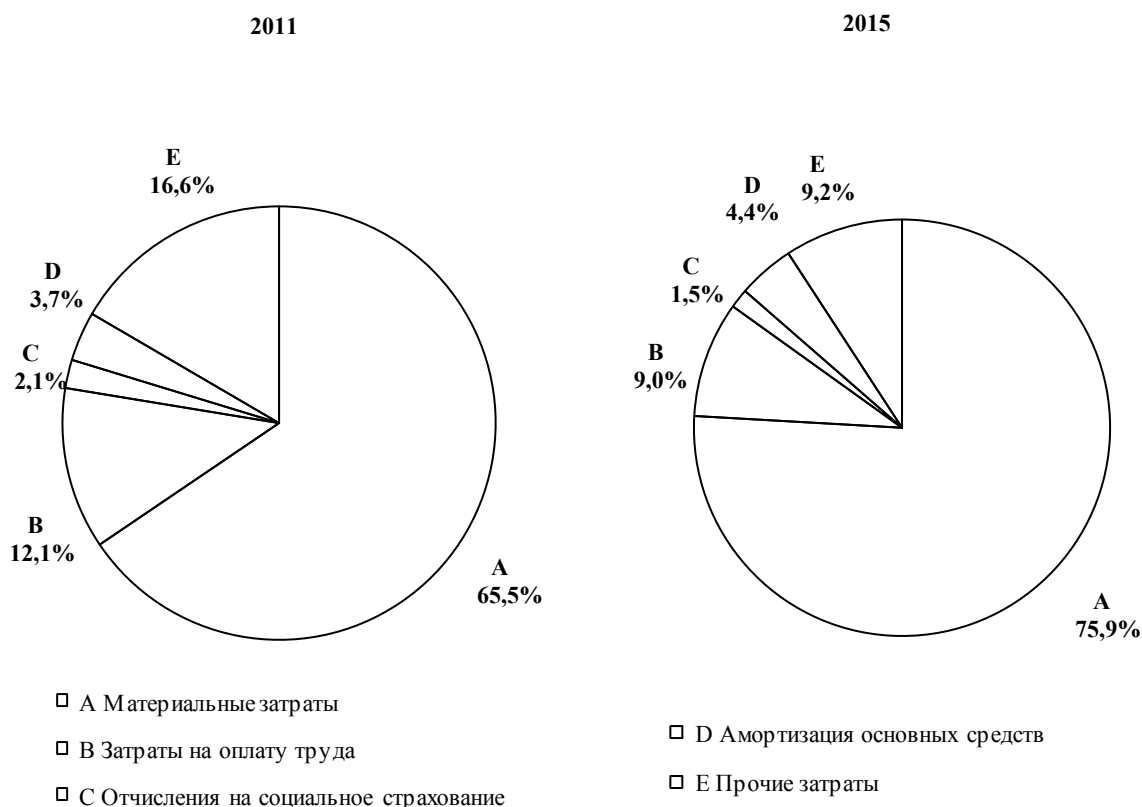 2011
E
16,6%
D
3,7%
C
2,1%
B
12,1%
A
65,5%
2015
E
9,2%
D
4,4%
C
1,5%
B
9,0%
A
75,9%
A Материальные затраты
B Затраты на оплату труда
C Отчисления на социальное страхование
D Амортизация основных средств
E Прочие затраты